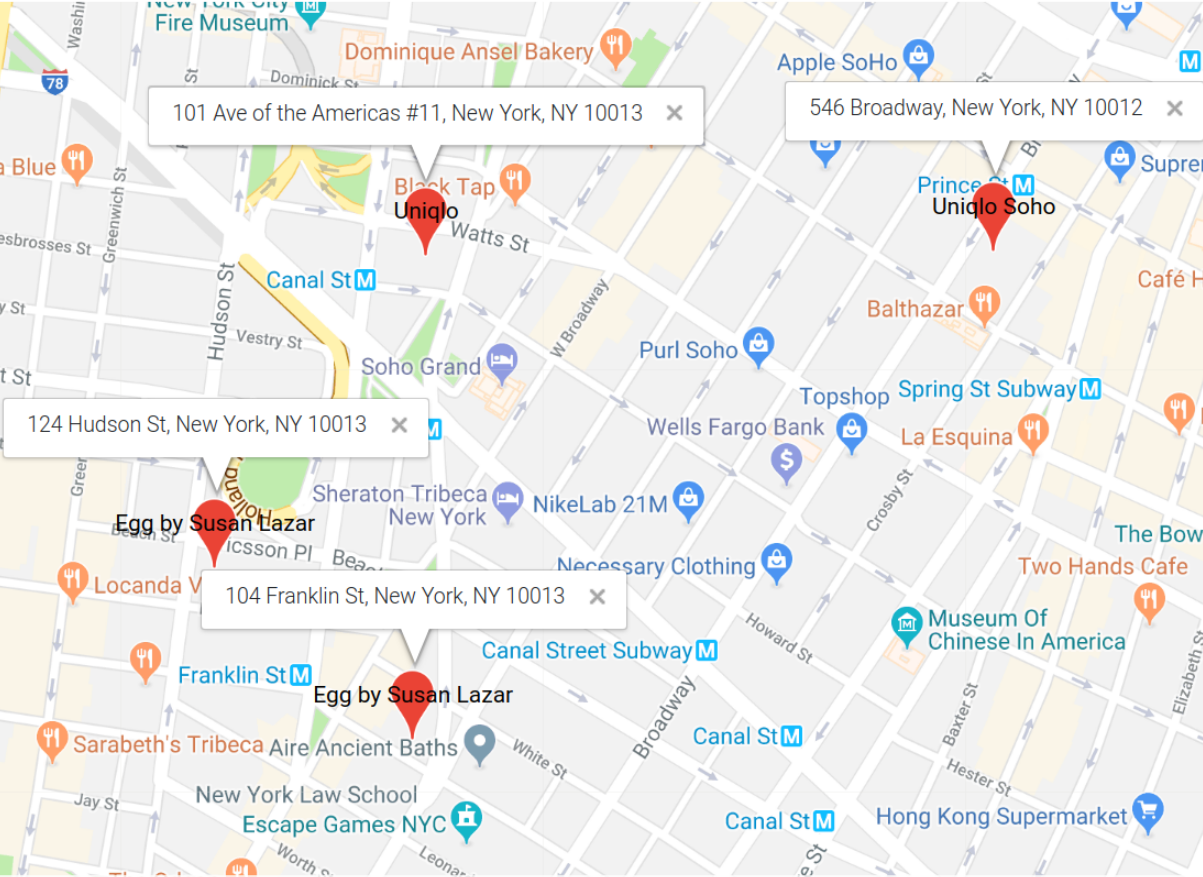 New York City
Fire Museum
78
Dominick St
Dominique Ansel Bakery
Apple SoHo
M
101 Ave of the Americas #11, New York, NY 10013
546 Broadway, New York, NY 10012
a Blue
Greenwich St
Black Tap
Uniqlo
Watts St
Prince St M
Uniqlo Soho
Supre
esbrosses St
Canal St M
Hudson St
Vestry St
W Broadway
Café H
Balthazar
y St
Soho Grand
Purl Soho
t St
Topshop
Spring St Subway M
124 Hudson St, New York, NY 10013
M
Wells Fargo Bank
La Esquina
Crosby St
Sheraton Tribeca
New York
NikeLab 21M
Egg by Susan Lazar
Beach St
icsson Pl
The Bow
Necessary Clothing
Two Hands Cafe
Locanda V
104 Franklin St, New York, NY 10013
Howard St
Museum Of
Chinese In America
Canal Street Subway M
Franklin St M
Egg by Susan Lazar
Elizabeth S
Broadway
Baxter St
Canal St M
Sarabeth's Tribeca
Aire Ancient Baths
White St
Hester St
New York Law School
Jay St
Escape Games NYC
Canal St M
Hong Kong Supermarket
Worth S
Leonar
e St